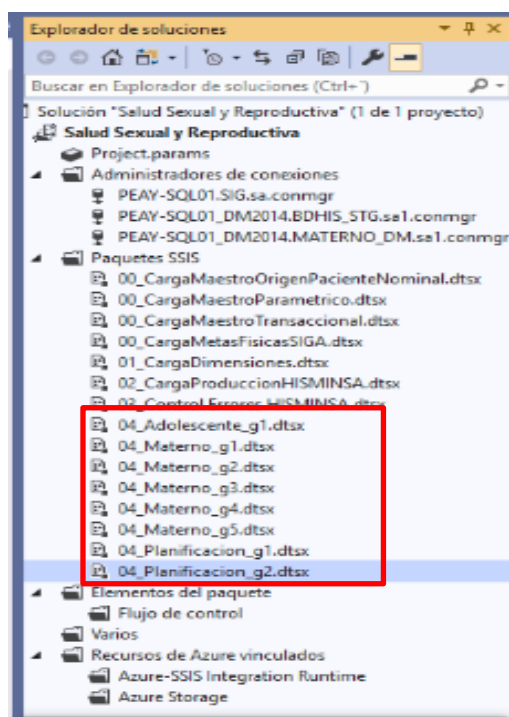 Explorador de soluciones
Buscar en Explorador de soluciones (Ctrl+¨)
Solución "Salud Sexual y Reproductiva" (1 de 1 proyecto)
Salud Sexual y Reproductiva
Project.params
Administradores de conexiones
PEAY-SQL01.SIG.sa.conmgr
PEAY-SQL01_DM2014.BDHIS_STG.sa1.conmgr
PEAY-SQL01_DM2014.MATERNO_DM.sa1.conmgr
Paquetes SSIS
00_CargaMaestroOrigenPacienteNominal.dtsx
00_CargaMaestroParametrico.dtsx
00_CargaMaestroTransaccional.dtsx
00_CargaMetasFisicasSIGA.dtsx
01_CargaDimensiones.dtsx
02_CargaProduccionHISMINSA.dtsx
03_Control Errores HISMINSA.dtsx
04_Adolescente_g1.dtsx
04_Materno_g1.dtsx
04_Materno_g2.dtsx
04_Materno_g3.dtsx
04_Materno_g4.dtsx
04_Materno_g5.dtsx
04_Planificacion_g1.dtsx
04_Planificacion_g2.dtsx
Elementos del paquete
Flujo de control
Varios
Recursos de Azure vinculados
Azure-SSIS Integration Runtime
Azure Storage